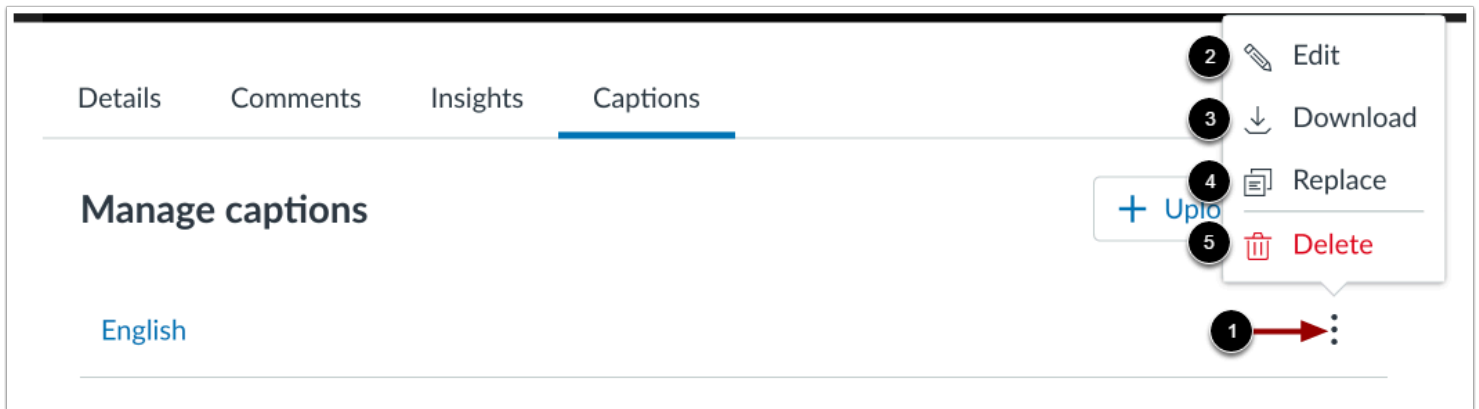 2 Edit
Details Comments Insights Captions
3 Download
4 Replace
Manage captions
+ Uplo
5 Delete
English
1